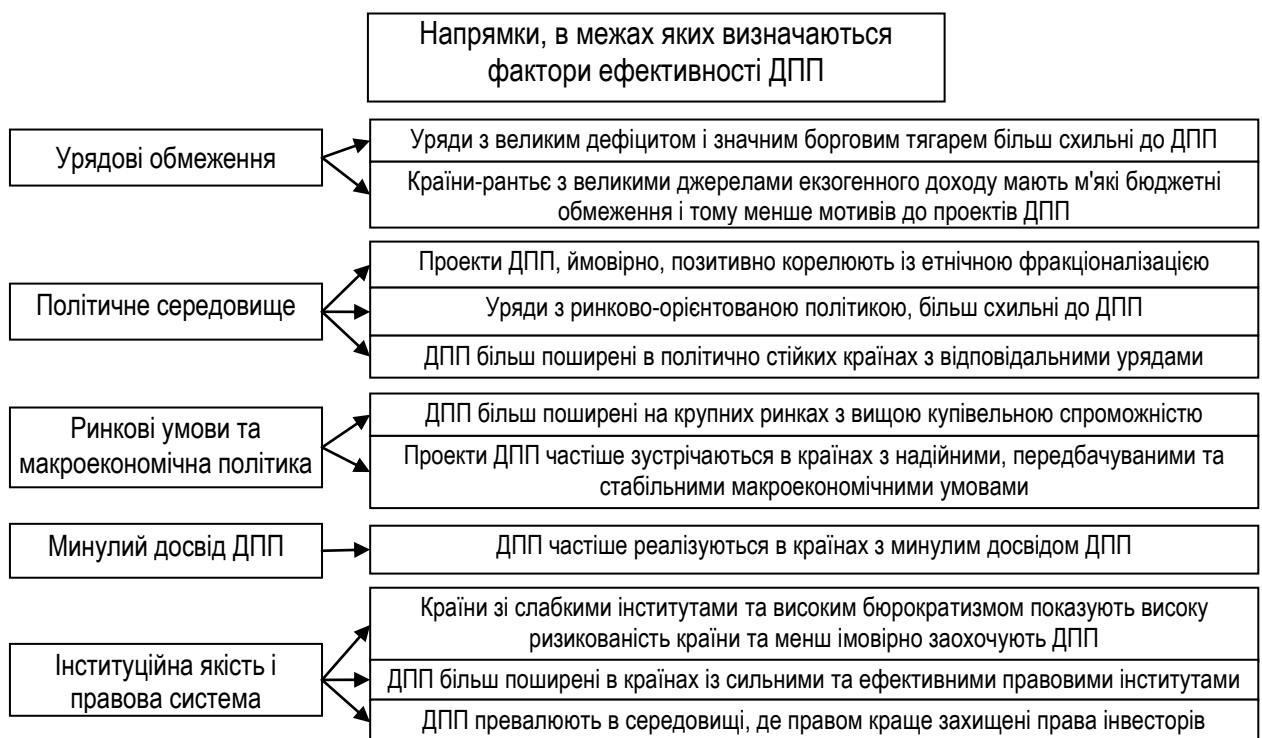 Напрямки, в межах яких визначаються
фактори ефективності ДПП
Урядові обмеження
Уряди з великим дефіцитом і значним борговим тягарем більш схильні до ДПП
Країни-рантьє з великими джерелами екзогенного доходу мають м'які бюджетні
обмеження і тому менше мотивів до проектів ДПП
Політичне середовище
Проекти ДПП, ймовірно, позитивно корелюють із етнічною фракціоналізацією
Уряди з ринково-орієнтованою політикою, більш схильні до ДПП
ДПП більш поширені в політично стійких країнах з відповідальними урядами
Ринкові умови та
макроекономічна політика
ДПП більш поширені на крупних ринках з вищою купівельною спроможністю
Проекти ДПП частіше зустрічаються в країнах з надійними, передбачуваними та
стабільними макроекономічними умовами
Минулий досвід ДПП
ДПП частіше реалізуються в країнах з минулим досвідом ДПП
Інституційна якість і
правова система
Країни зі слабкими інститутами та високим бюрократизмом показують високу
ризикованість країни та менш імовірно заохочують ДПП
ДПП більш поширені в країнах із сильними та ефективними правовими інститутами
ДПП превалюють в середовищі, де правом краще захищені права інвесторів